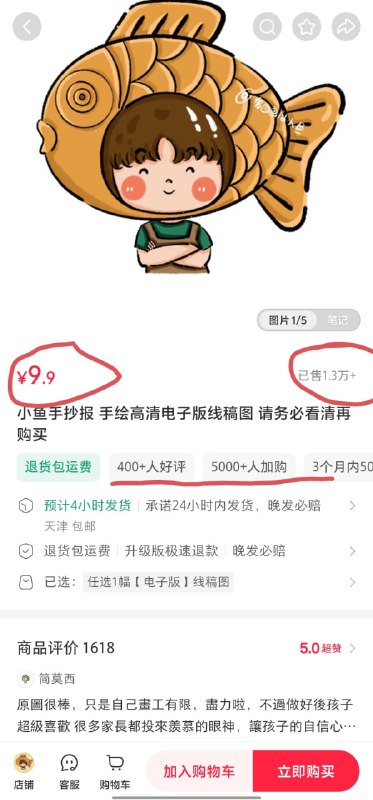 图片1/5 笔记
¥9.9 已售1.3万+
小鱼手抄报 手绘高清电子版线稿图 请务必看清再
购买
退货包运费 400+人好评 5000+人加购 3个月内50
预计4小时发货 承诺24小时内发货，晚发必赔
天津 包邮
退货包运费 升级版极速退款 晚发必赔
已选： 任选1幅【电子版】线稿图
商品评价 1618 5.0 超赞
简莫西
原圖很棒，只是自己畫工有限，盡力啦，不過做好後孩子
超級喜歡 很多家長都投來羨慕的眼神，讓孩子的自信心…
店铺 客服 购物车 加入购物车 立即购买